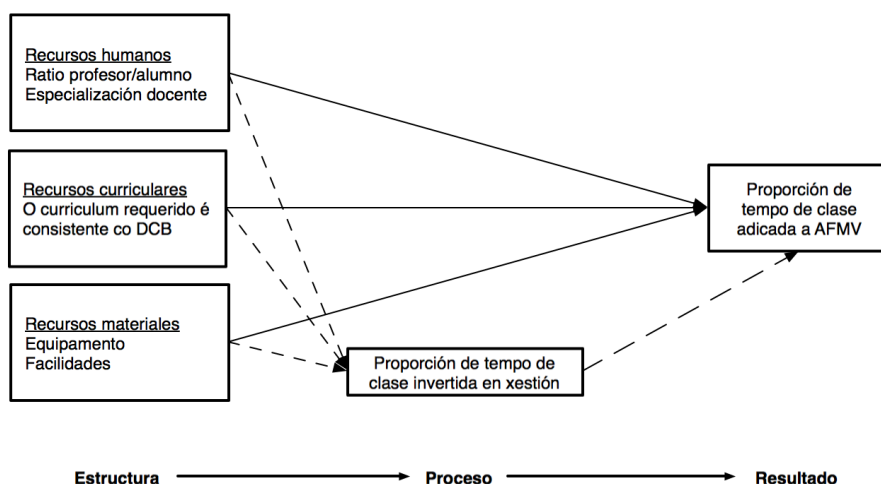 Recursos humanos
Ratio profesor/alumno
Especialización docente
Recursos curriculares
O curriculum requerido é
consistente co DCB
Recursos materiales
Equipamento
Facilidades
Proporción de tempo de
clase invertida en xestión
Proporción de
tempo de clase
adicada a AFMV
Estructura
Proceso
Resultado